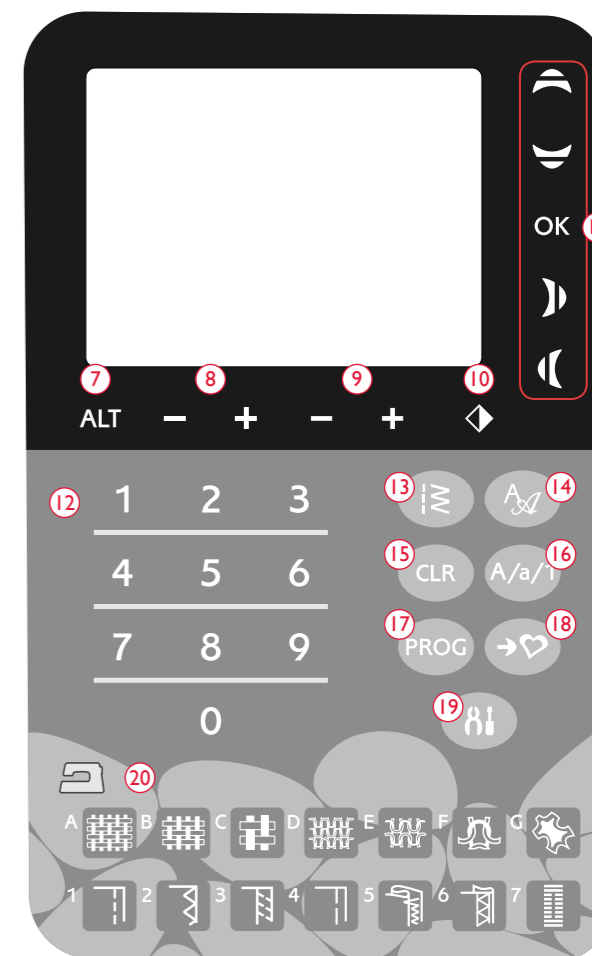 OK
7 8 9 10
ALT - + - +
12 1 2 3 13 14
4 5 6 15 CLR A/a/1 16
7 8 9 17 PROG 18
0 19
20
A B C D E F G
1 2 3 4 5 6 7